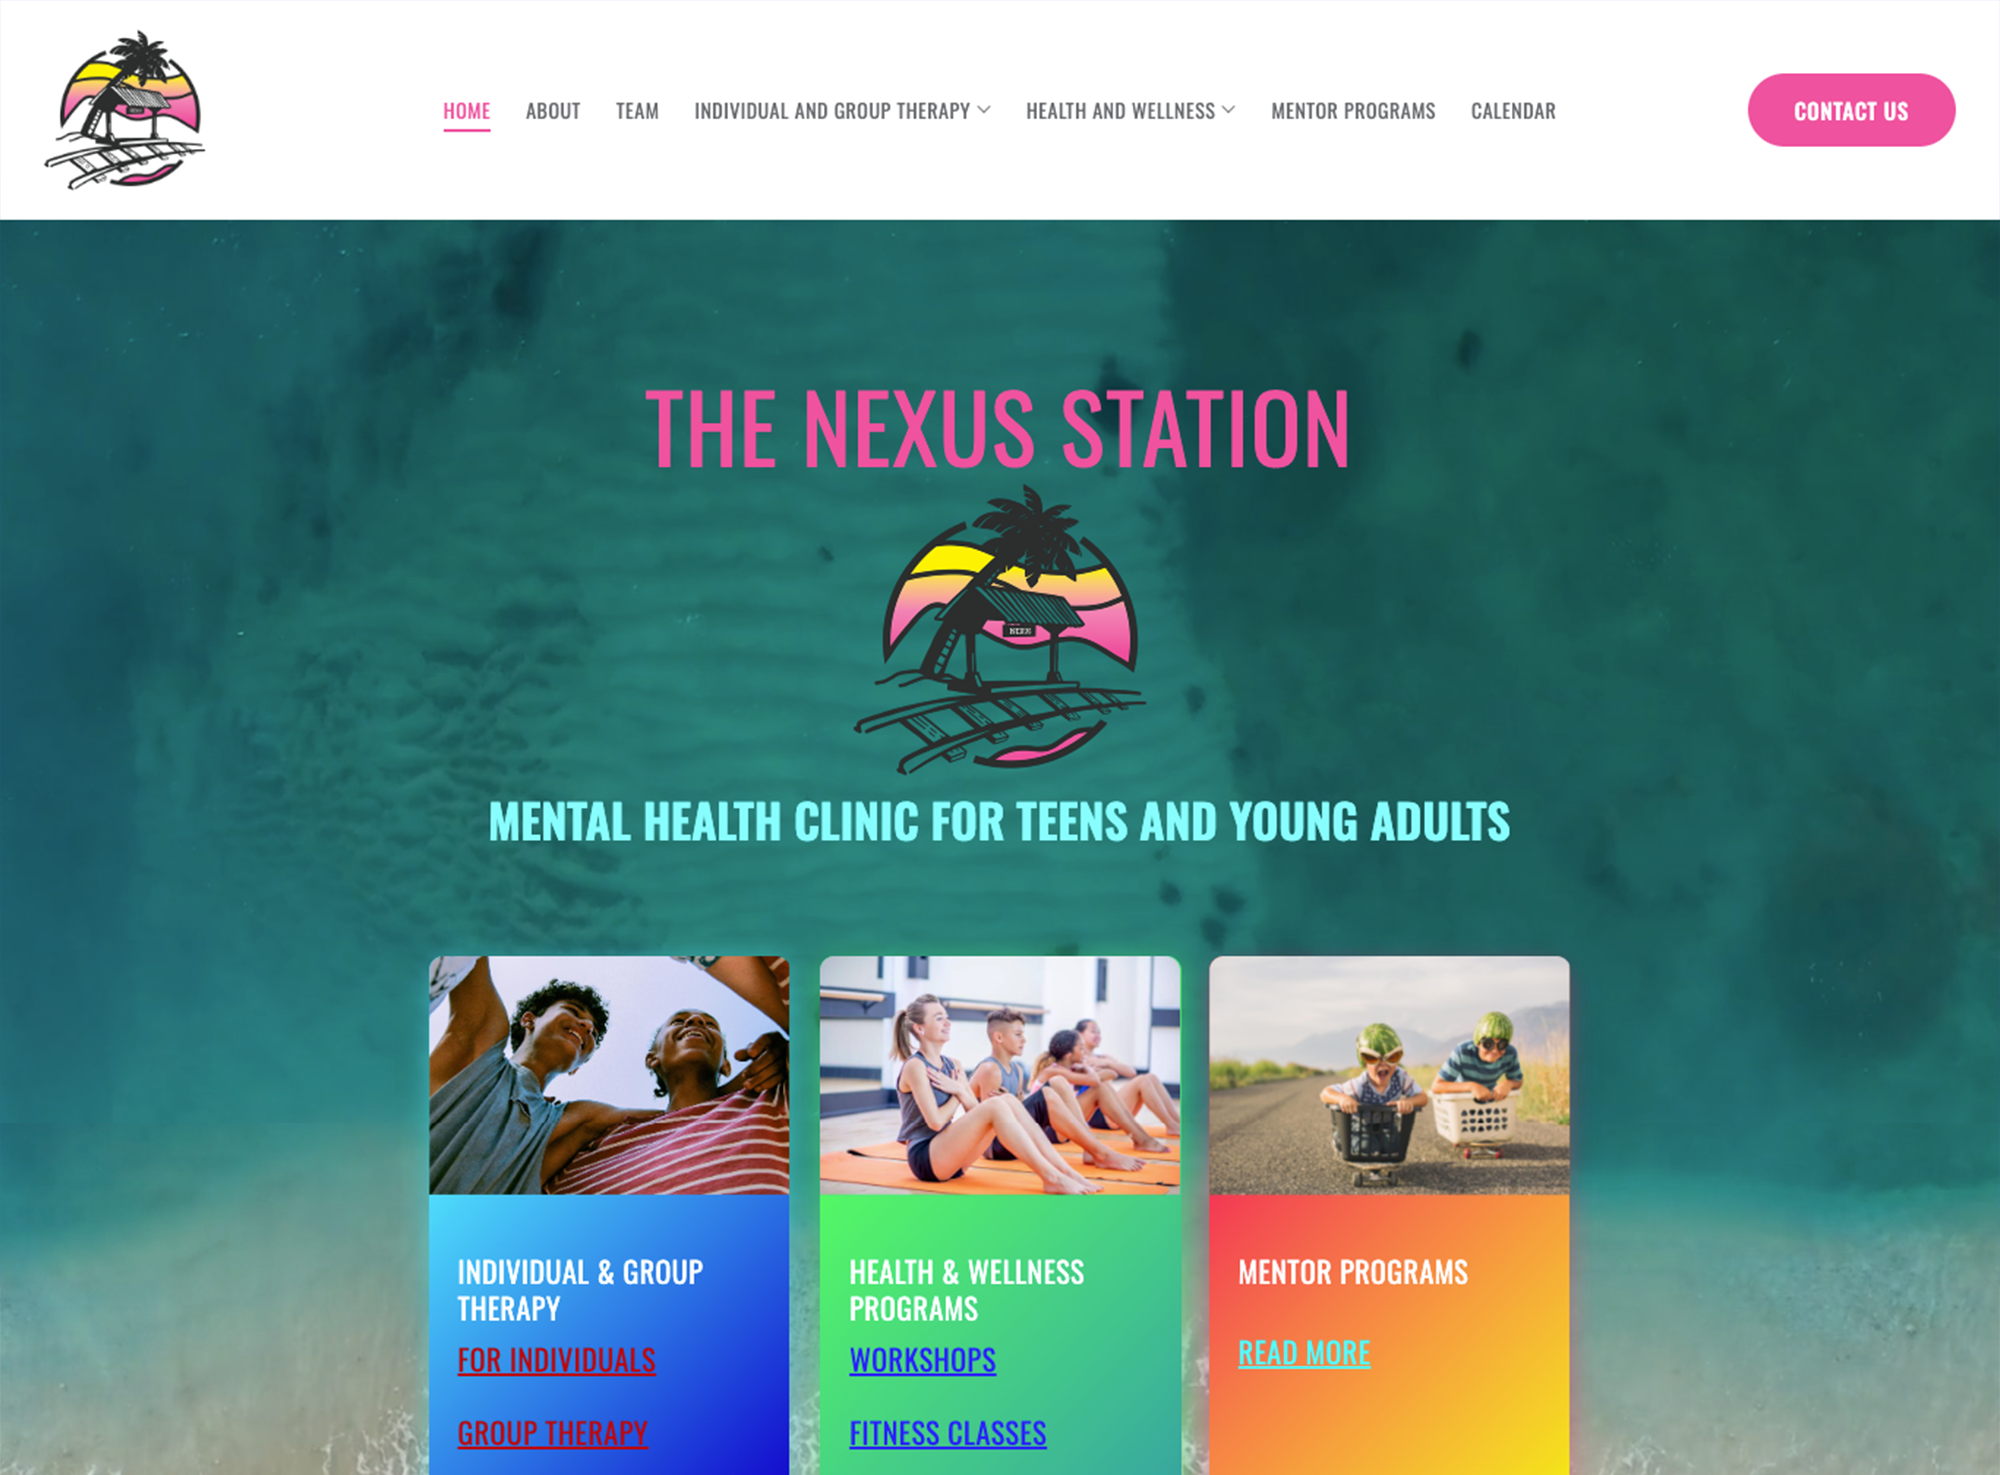 HOME
ABOUT
TEAM
INDIVIDUAL AND GROUP THERAPY
HEALTH AND WELLNESS
MENTOR PROGRAMS
CALENDAR
CONTACT US
THE NEXUS STATION
NEXUS
MENTAL HEALTH CLINIC FOR TEENS AND YOUNG ADULTS
INDIVIDUAL & GROUP
THERAPY
FOR INDIVIDUALS
GROUP THERAPY
HEALTH & WELLNESS
PROGRAMS
WORKSHOPS
FITNESS CLASSES
MENTOR PROGRAMS
READ MORE